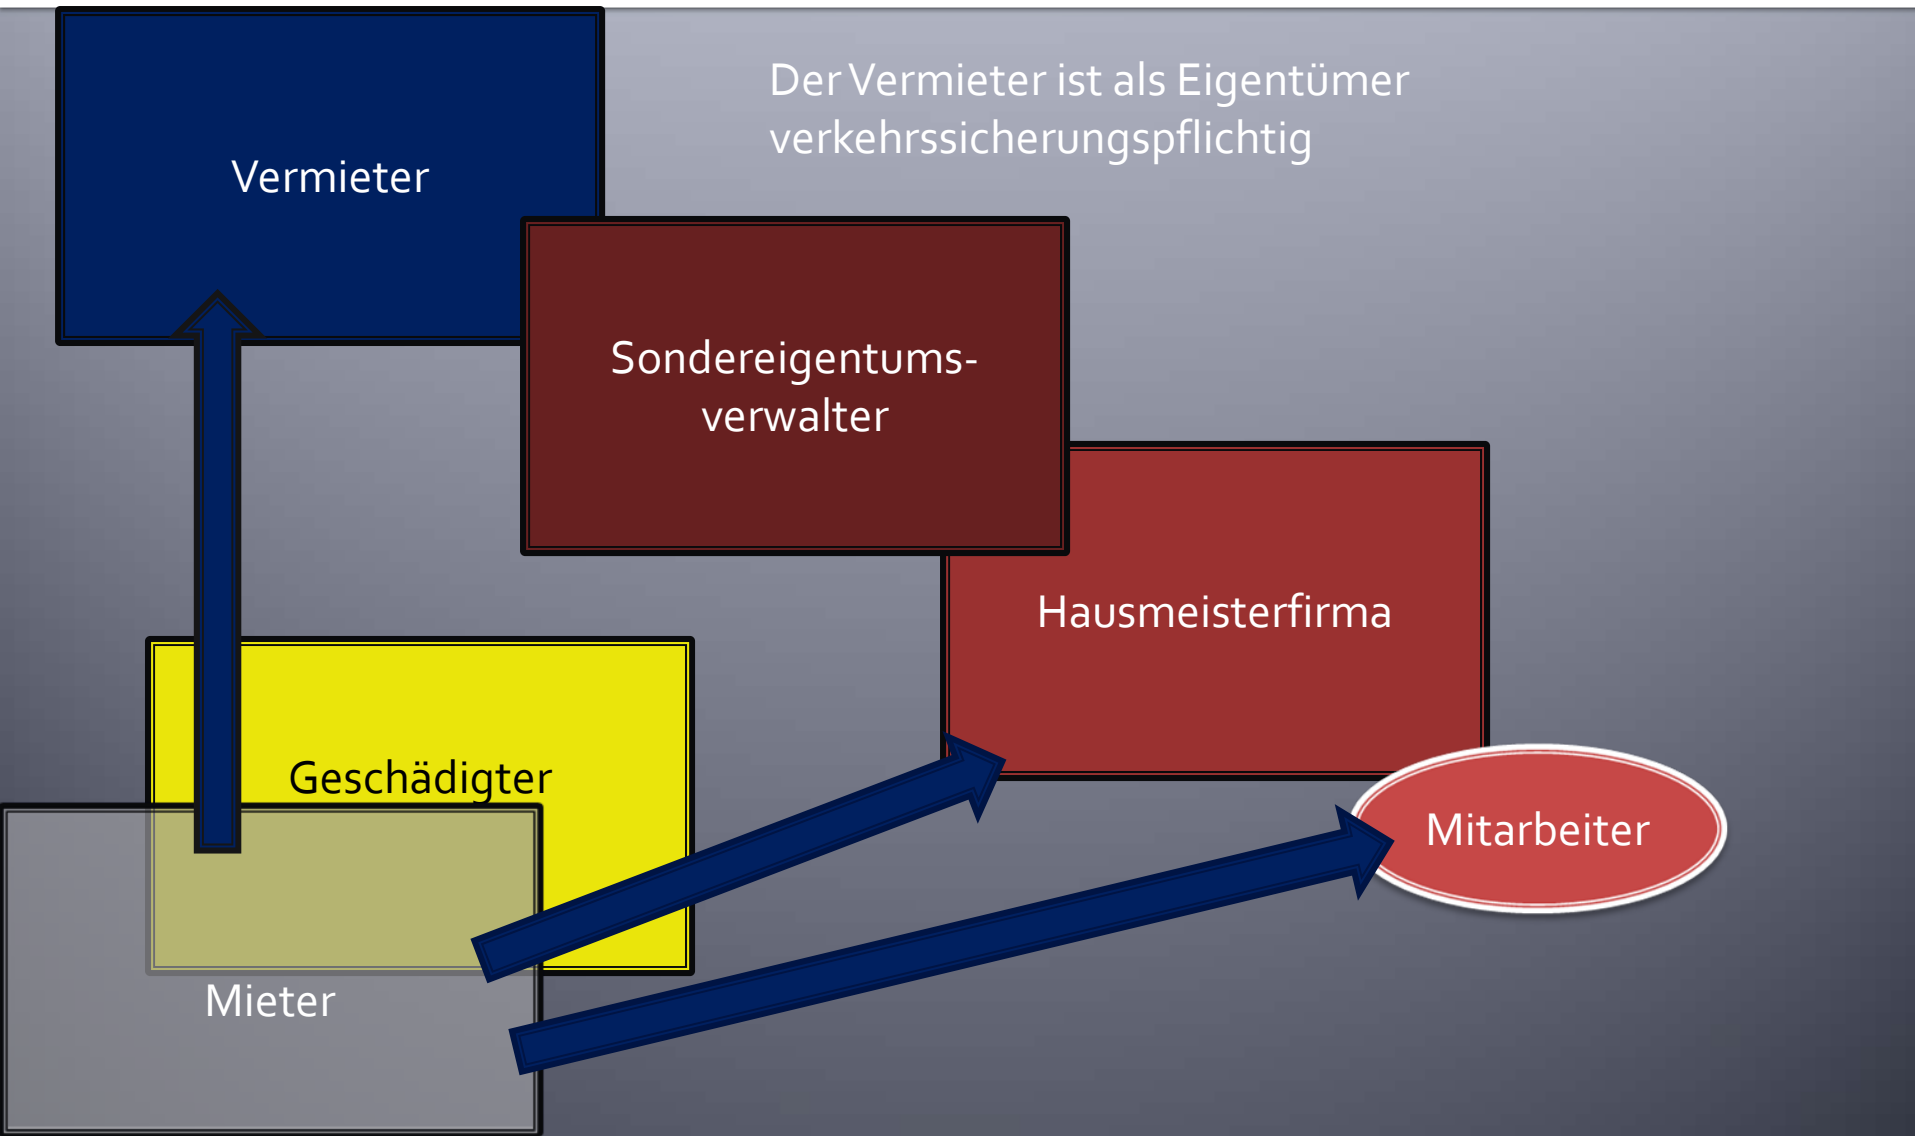 Der Vermieter ist als Eigentümer
verkehrssicherungspflichtig
Vermieter
Sondereigentums-
verwalter
Hausmeisterfirma
Geschädigter
Mitarbeiter
Mieter